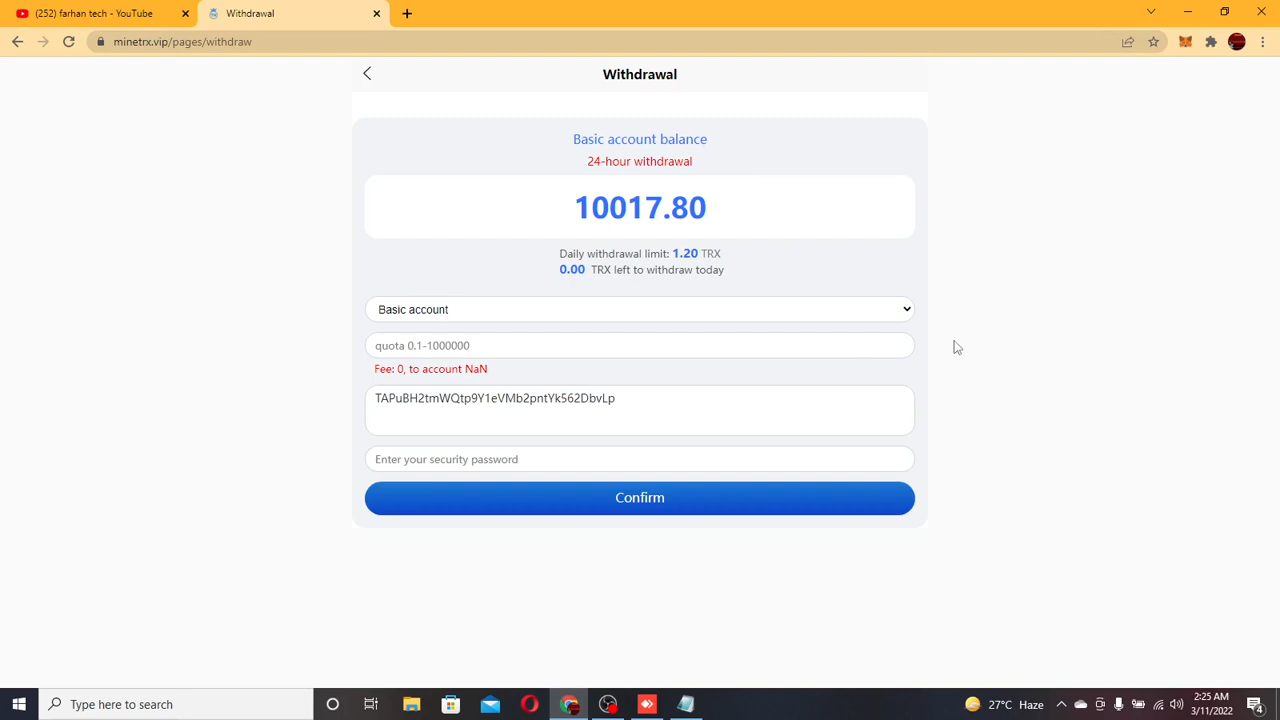 (252) farhan tech - YouTube
Withdrawal
minetrx.vip/pages/withdraw
Withdrawal
Basic account balance
24-hour withdrawal
10017.80
Daily withdrawal limit: 1.20 TRX
0.00 TRX left to withdraw today
Basic account
quota 0.1-1000000
Fee: 0, to account NaN
TAPuBH2tmWQtp9Y1eVMb2pntYk562DbvLp
Enter your security password
Confirm
Type here to search
27°C Haze
2:25 AM
3/11/2022
4